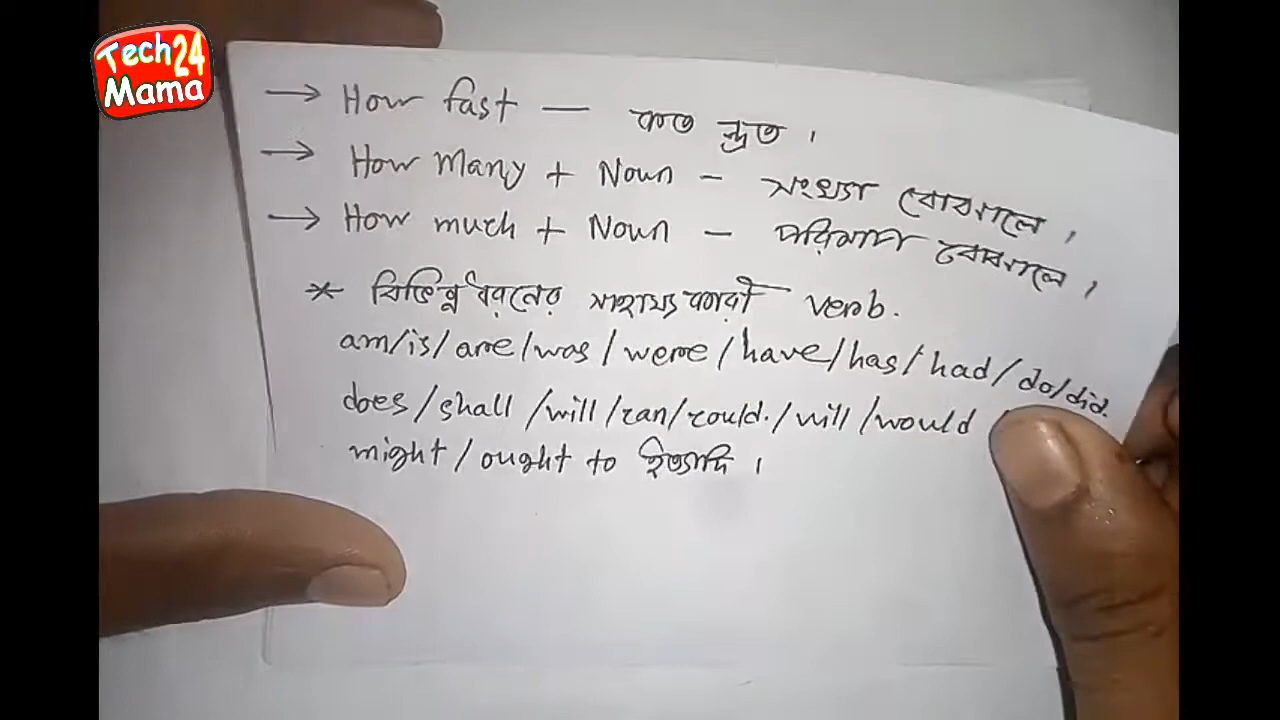 Tech24
Mama
→ How fast — কত দ্রুত।
→ How Many + Noun – সংখ্যা বোঝালে।
→ How much + Noun – পরিমাপ বোঝালে।
* বিভিন্ন ধরনের সাহায্যকারী verb.
am/is/are/was/were/have/has/had/do/did.
does/shall/will/can/could./will/would
might/ought to ইত্যাদি।